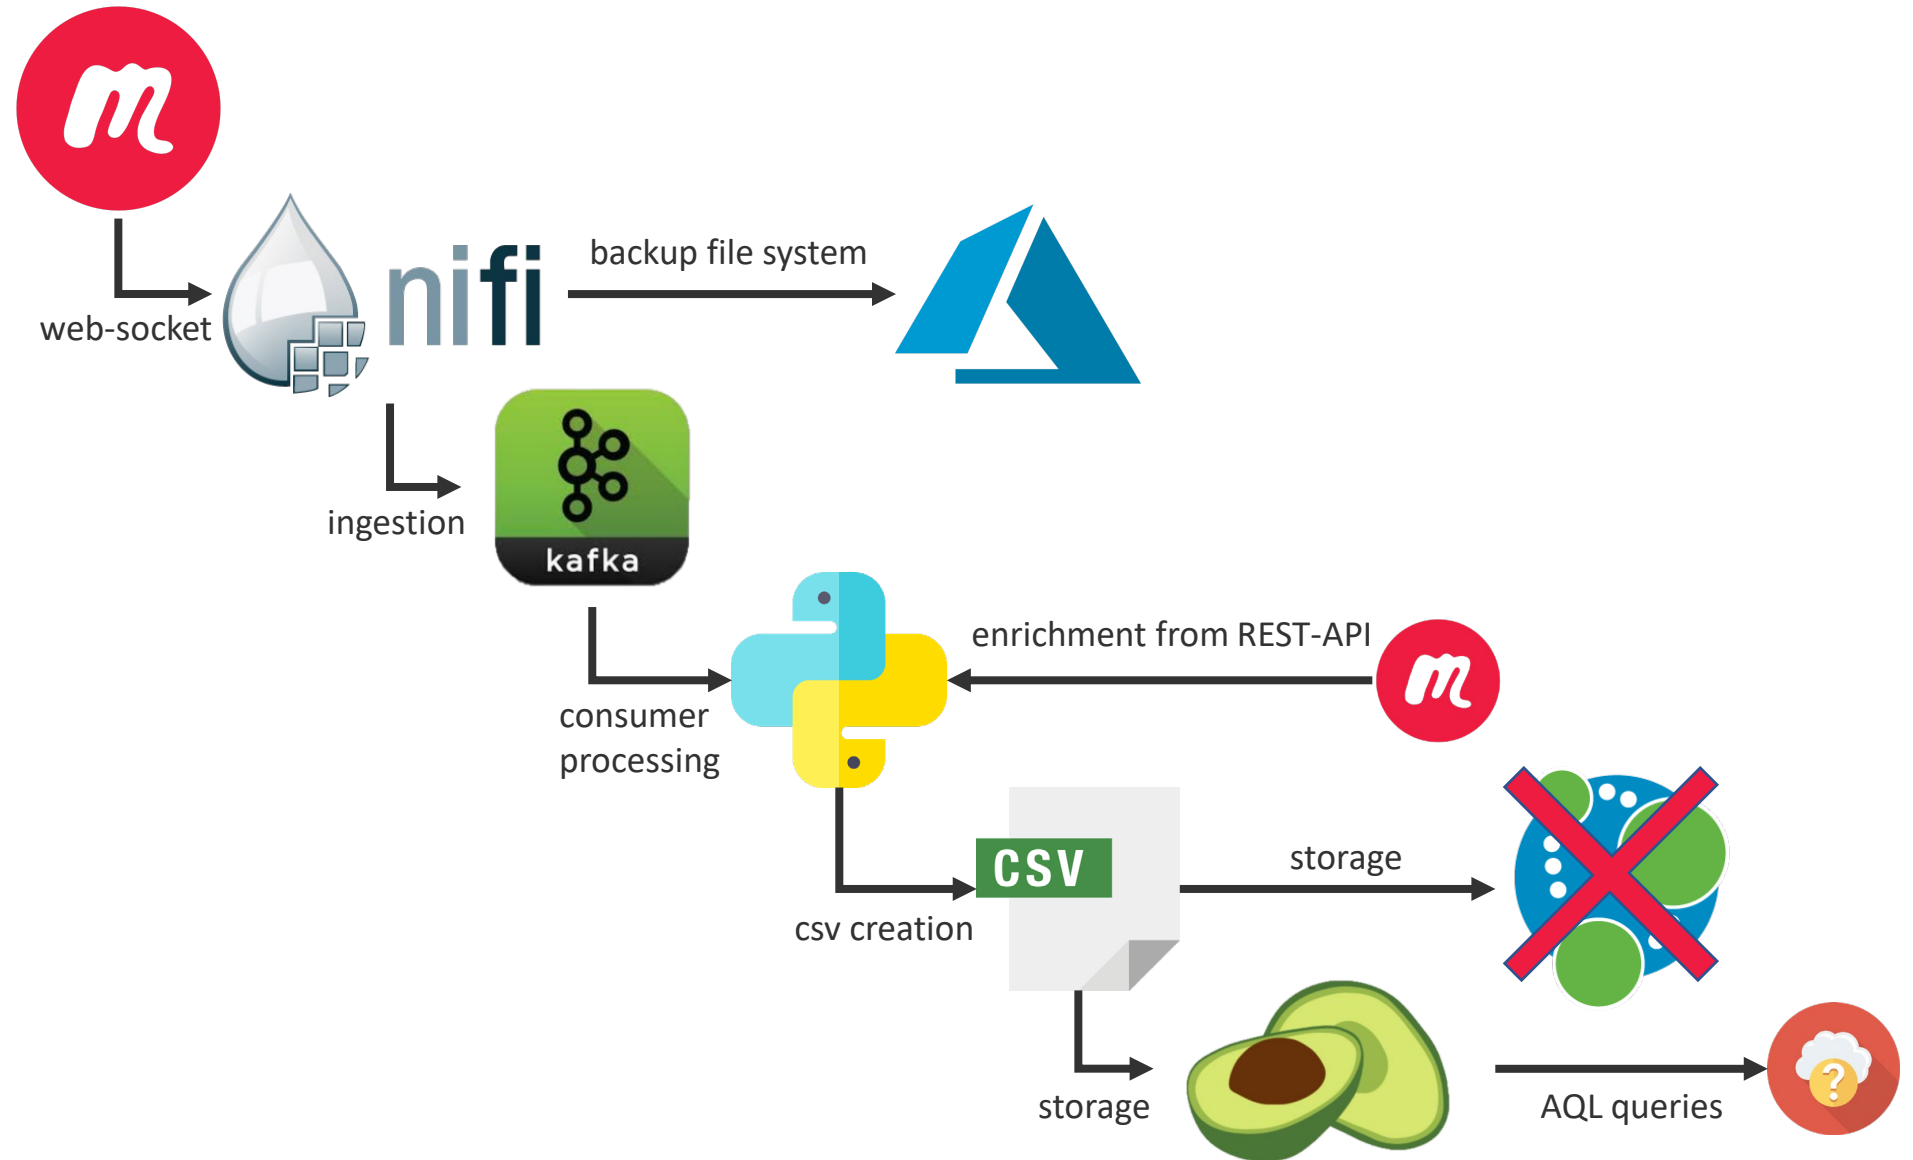 m
web-socket
nifi
backup file system
ingestion
kafka
enrichment from REST-API
m
consumer
processing
CSV
storage
csv creation
storage
AQL queries
?